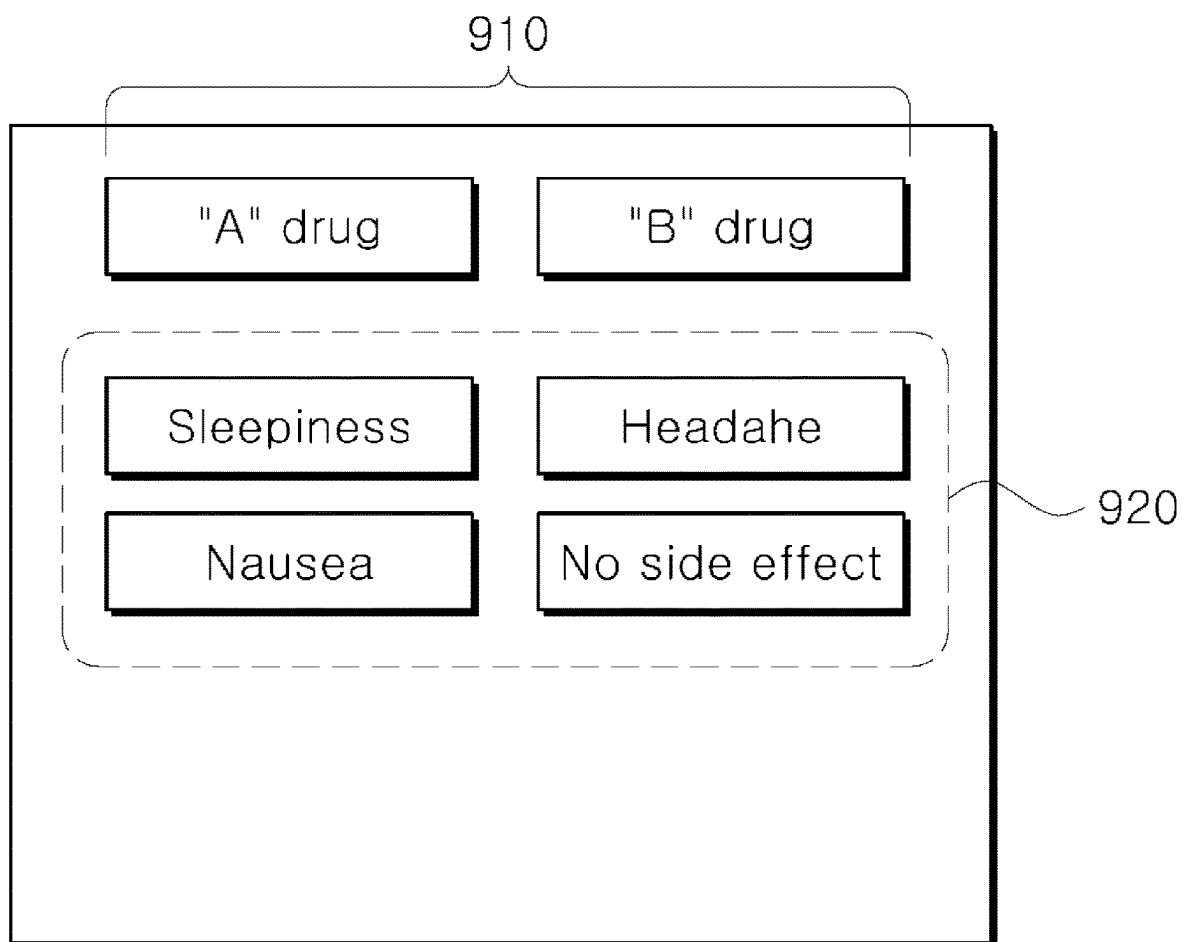 910
"A" drug "B" drug
Sleepiness Headahe
920
Nausea No side effect